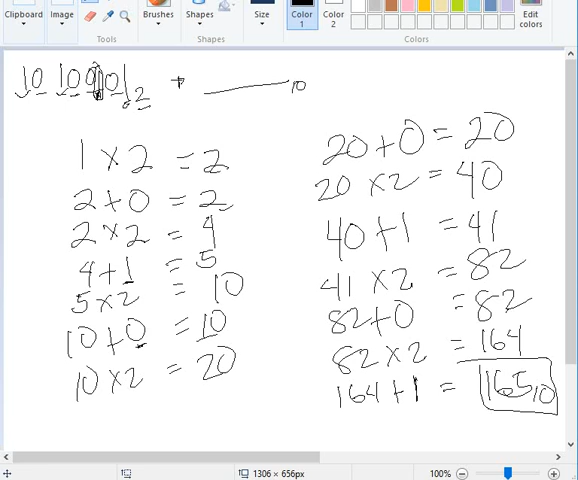 Clipboard Image Tools Brushes Shapes Shapes Size Color 1 Color 2 Edit colors Colors
→ ___ 10
1 × 2 = 2
2 + 0 = 2
2 × 2 = 4
4 + 1 = 5
5 × 2 = 10
10 + 0 = 10
10 × 2 = 20
20 + 0 = 20
20 × 2 = 40
40 + 1 = 41
41 × 2 = 82
82 + 0 = 82
82 × 2 = 164
164 + 1 = 165₁₀
1306 × 656px 100%